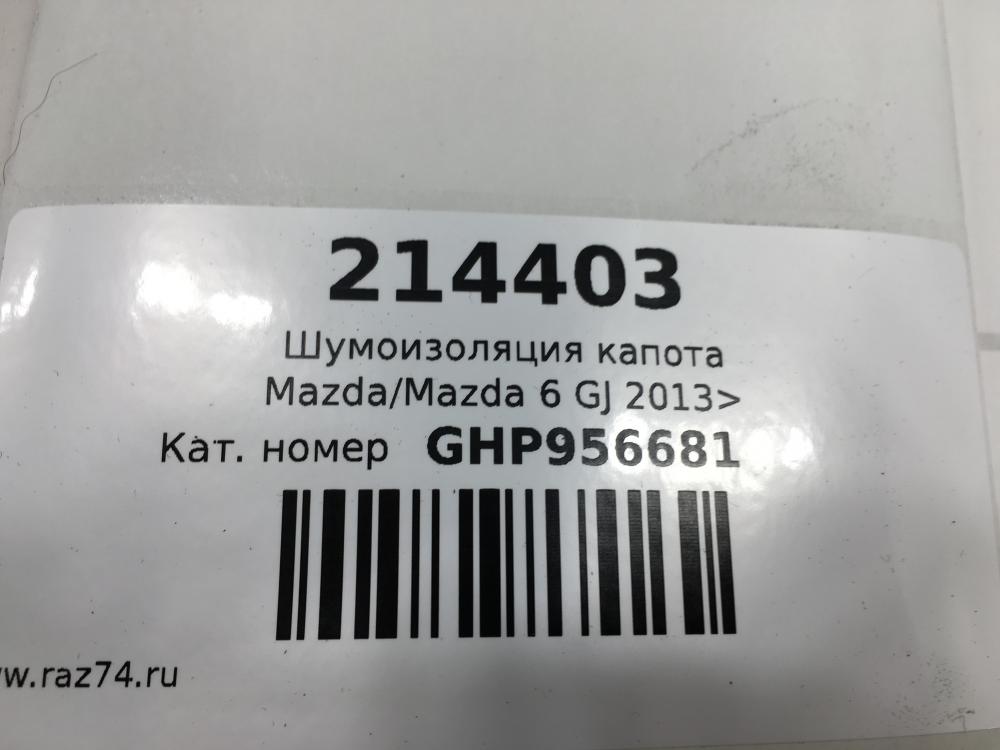 214403
Шумоизоляция капота
Mazda/Mazda 6 GJ 2013>
Кат. номер GHP956681
w.raz74.ru